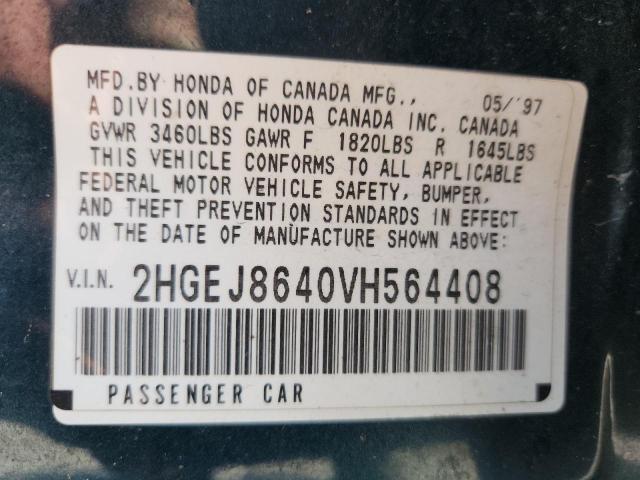 MFD.BY HONDA OF CANADA MFG., 05/'97
A DIVISION OF HONDA CANADA INC. CANADA
GVWR 3460LBS GAWR F 1820LBS R 1645LBS
THIS VEHICLE CONFORMS TO ALL APPLICABLE
FEDERAL MOTOR VEHICLE SAFETY, BUMPER,
AND THEFT PREVENTION STANDARDS IN EFFECT
ON THE DATE OF MANUFACTURE SHOWN ABOVE:
V.I.N. 2HGEJ8640VH564408
PASSENGER CAR